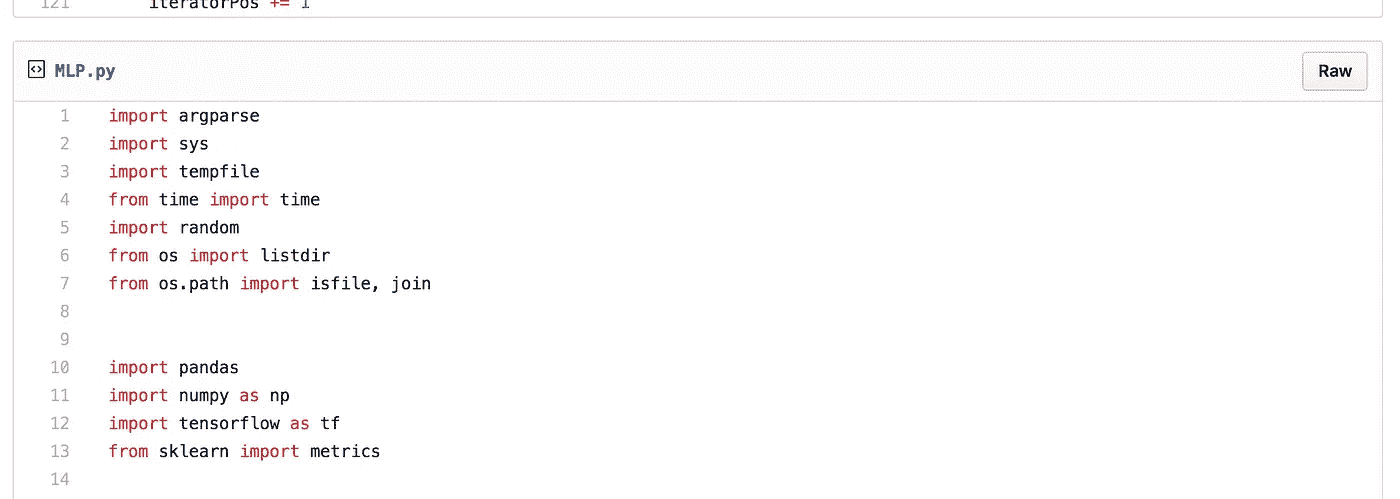 121 iteratorPos += 1
MLP.py
Raw
1 import argparse
2 import sys
3 import tempfile
4 from time import time
5 import random
6 from os import listdir
7 from os.path import isfile, join
8
9
10 import pandas
11 import numpy as np
12 import tensorflow as tf
13 from sklearn import metrics
14